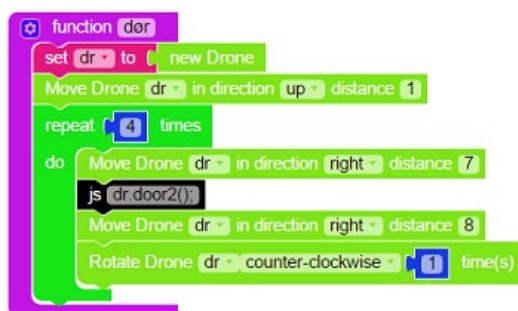 function dør
set dr to new Drone
Move Drone dr in direction up distance 1
repeat 4 times
do Move Drone dr in direction right distance 7
js dr.door2();
Move Drone dr in direction right distance 8
Rotate Drone dr counter-clockwise 1 time(s)